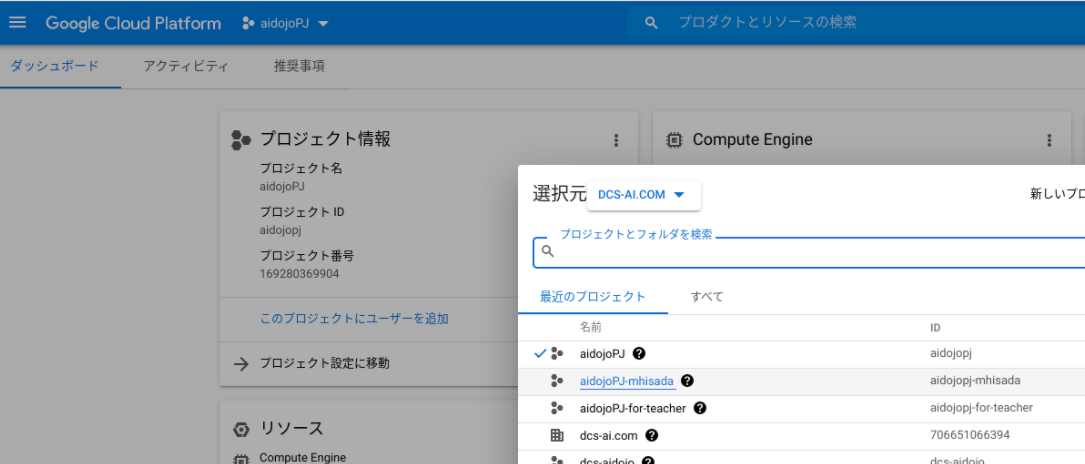 Google Cloud Platform aidojoPJ プロダクトとリソースの検索
ダッシュボード アクティビティ 推奨事項
プロジェクト情報
プロジェクト名
aidojoPJ
プロジェクト ID
aidojopj
プロジェクト番号
169280369904
このプロジェクトにユーザーを追加
プロジェクト設定に移動
リソース
Compute Engine
Compute Engine
選択元 DCS-AI.COM 新しいプロ
プロジェクトとフォルダを検索
最近のプロジェクト すべて
名前 ID
aidojoPJ aidojopj
aidojoPJ-mhisada aidojopj-mhisada
aidojoPJ-for-teacher aidojopj-for-teacher
dcs-ai.com 706651066394
dcs-aidojo dcs-aidojo